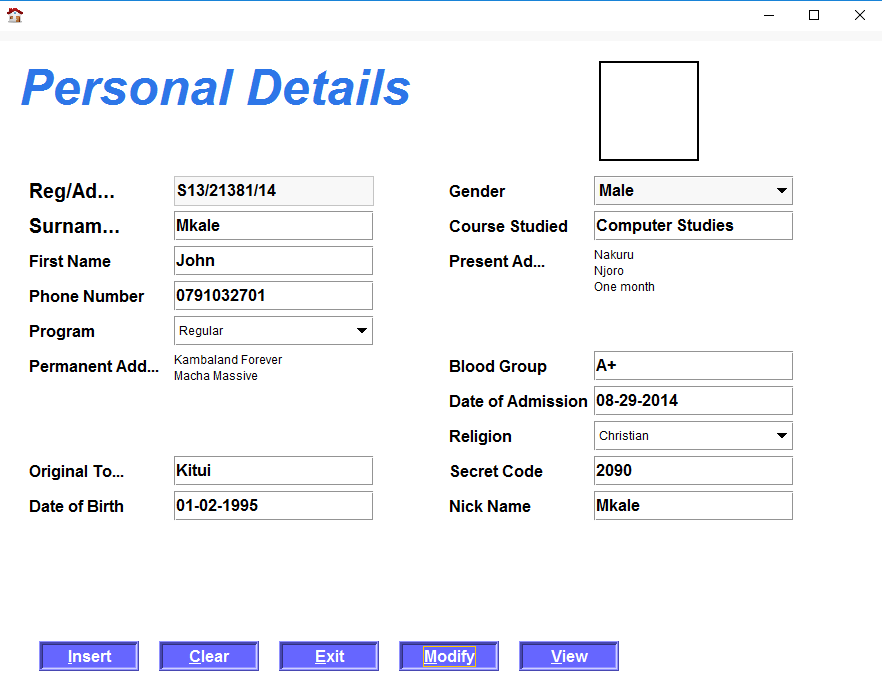 Personal Details
Reg/Ad... S13/21381/14
Surnam... Mkale
First Name John
Phone Number 0791032701
Program Regular
Permanent Add... Kambaland Forever
Macha Massive
Original To... Kitui
Date of Birth 01-02-1995
Gender Male
Course Studied Computer Studies
Present Ad... Nakuru
Njoro
One month
Blood Group A+
Date of Admission 08-29-2014
Religion Christian
Secret Code 2090
Nick Name Mkale
Insert Clear Exit Modify View